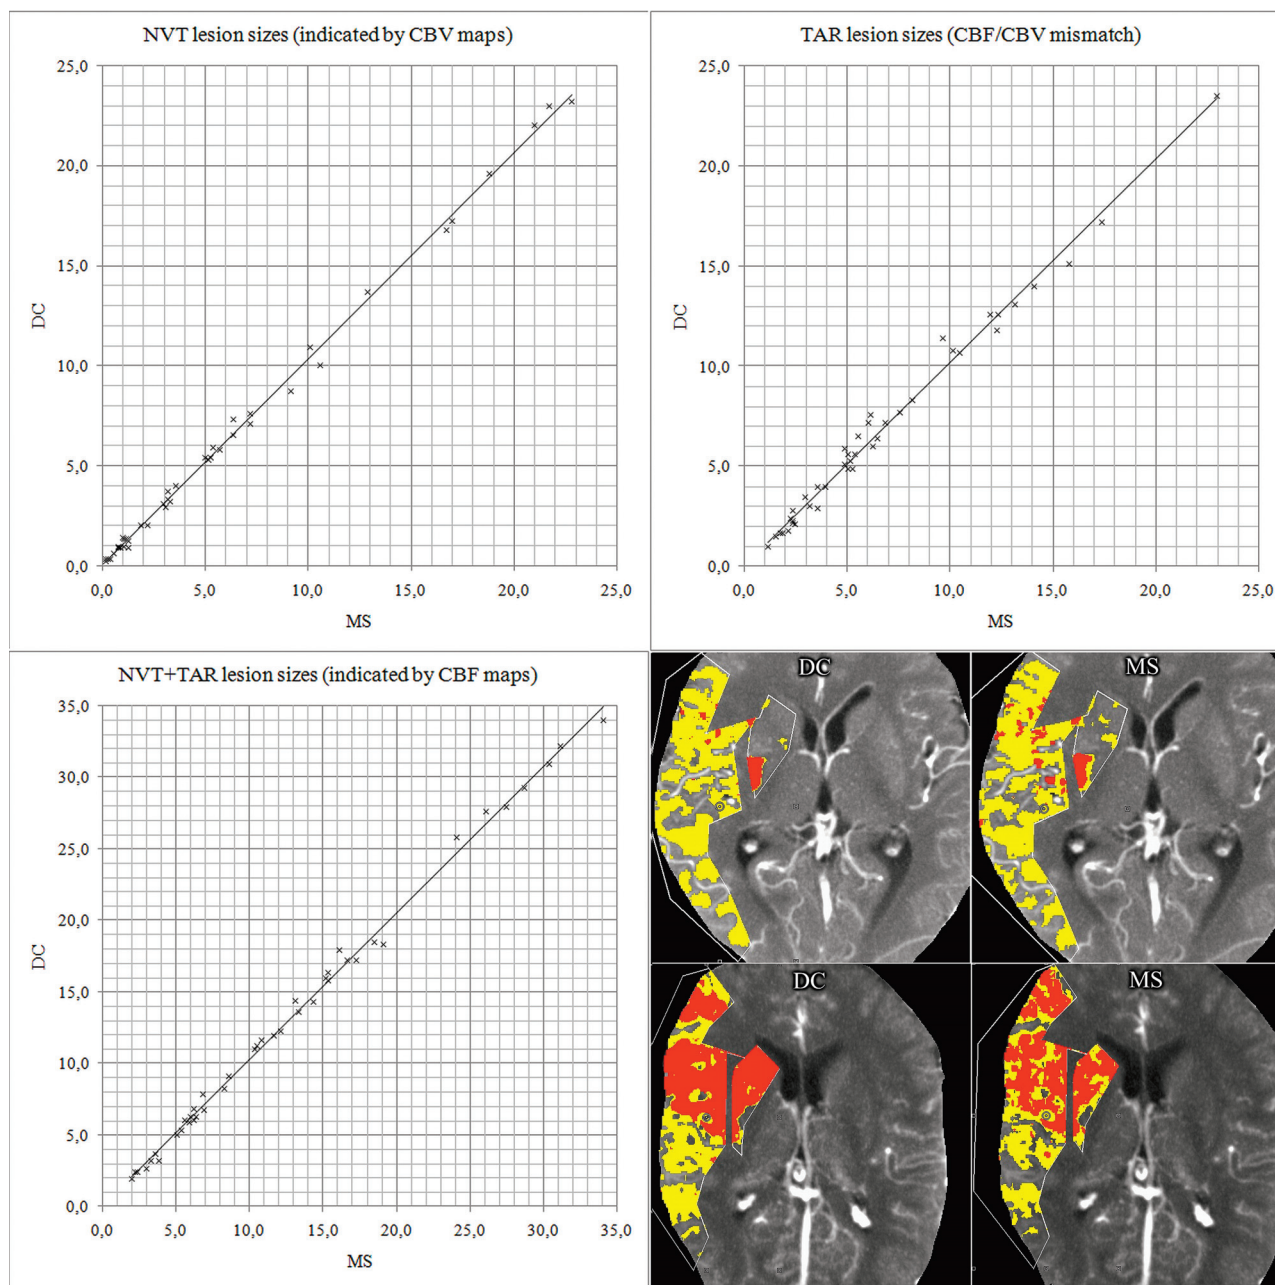 NVT lesion sizes (indicated by CBV maps)
25,0
20,0
15,0
10,0
5,0
0,0
DC
0,0 5,0 10,0 15,0 20,0 25,0
MS
TAR lesion sizes (CBF/CBV mismatch)
25,0
20,0
15,0
10,0
5,0
0,0
DC
0,0 5,0 10,0 15,0 20,0 25,0
MS
NVT+TAR lesion sizes (indicated by CBF maps)
35,0
30,0
25,0
20,0
15,0
10,0
5,0
0,0
DC
0,0 5,0 10,0 15,0 20,0 25,0 30,0 35,0
MS
DC MS
DC MS